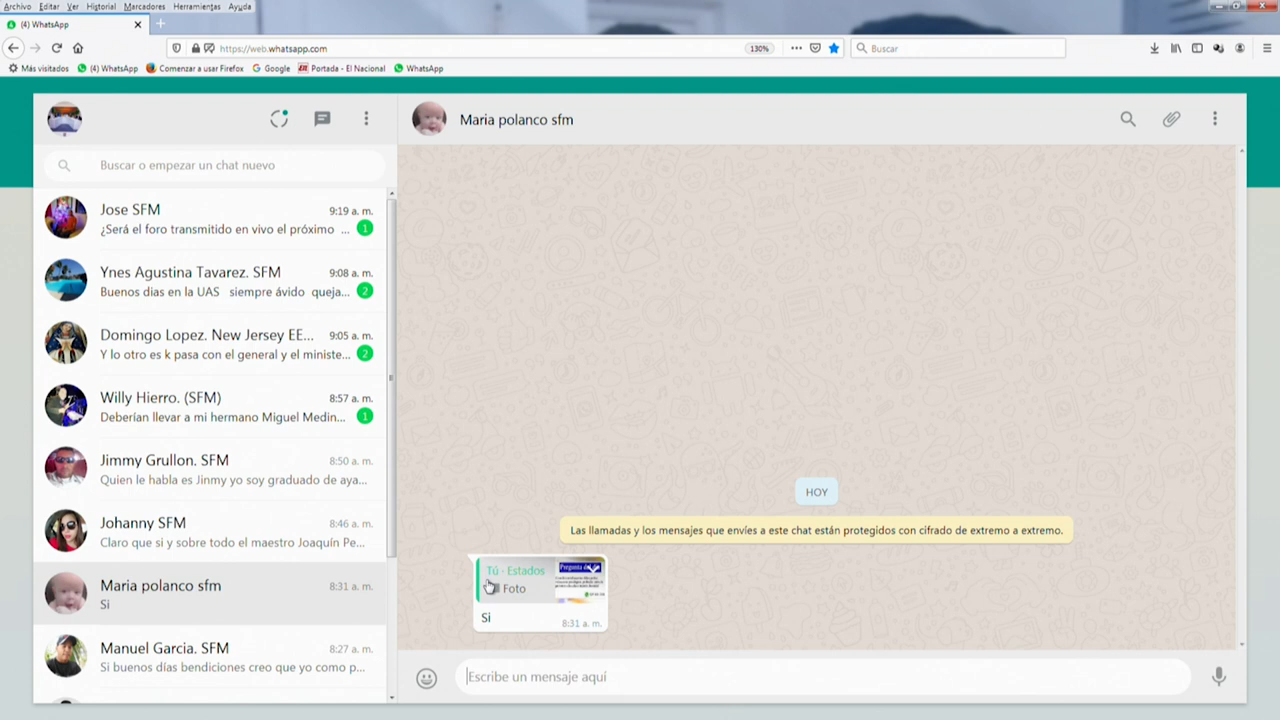 Archivo Editar Ver Historial Marcadores Herramientas Ayuda
(4) WhatsApp
https://web.whatsapp.com
130%
Buscar
Más visitados
(4) WhatsApp
Comenzar a usar Firefox
Google
Portada - El Nacional
WhatsApp
Buscar o empezar un chat nuevo
Jose SFM 9:19 a. m.
¿Será el foro transmitido en vivo el próximo ... 1
Ynes Agustina Tavarez. SFM 9:08 a. m.
Buenos dias en la UAS siempre ávido queja... 2
Domingo Lopez. New Jersey EE... 9:05 a. m.
Y lo otro es k pasa con el general y el ministe... 2
Willy Hierro. (SFM) 8:57 a. m.
Deberían llevar a mi hermano Miguel Medin... 1
Jimmy Grullon. SFM 8:50 a. m.
Quien le habla es Jinmy yo soy graduado de aya...
Johanny SFM 8:46 a. m.
Claro que si y sobre todo el maestro Joaquín Pe...
Maria polanco sfm 8:31 a. m.
Si
Manuel Garcia. SFM 8:27 a. m.
Si buenos días bendiciones creo que yo como p...
Maria polanco sfm
HOY
Las llamadas y los mensajes que envíes a este chat están protegidos con cifrado de extremo a extremo.
Tú · Estados
Foto
Pregunta del
Si
8:31 a. m.
Escribe un mensaje aquí